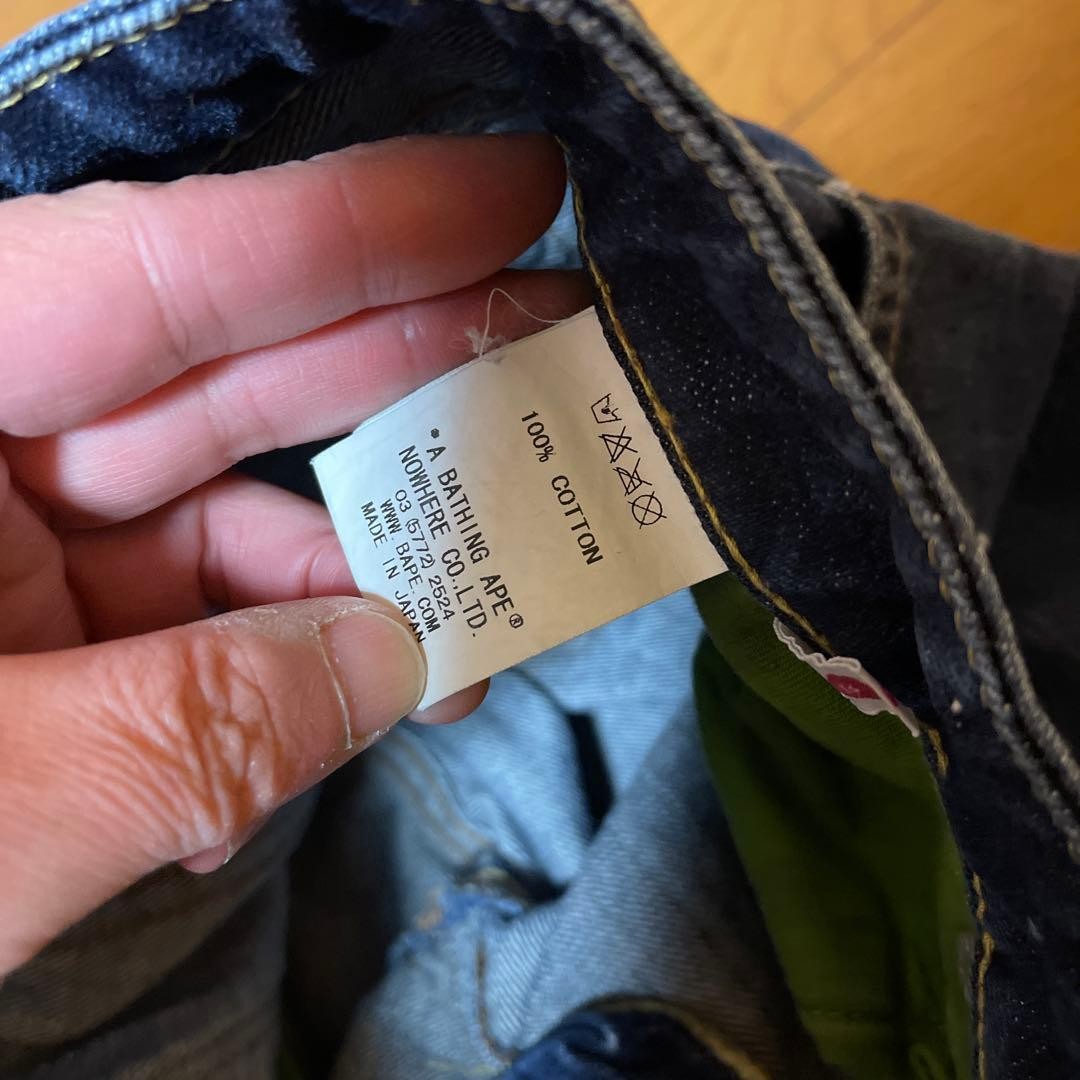 100% COTTON
* A BATHING APE®
NOWHERE CO.,LTD.
03 (5772) 2524
WWW.BAPE.COM
MADE IN JAPAN